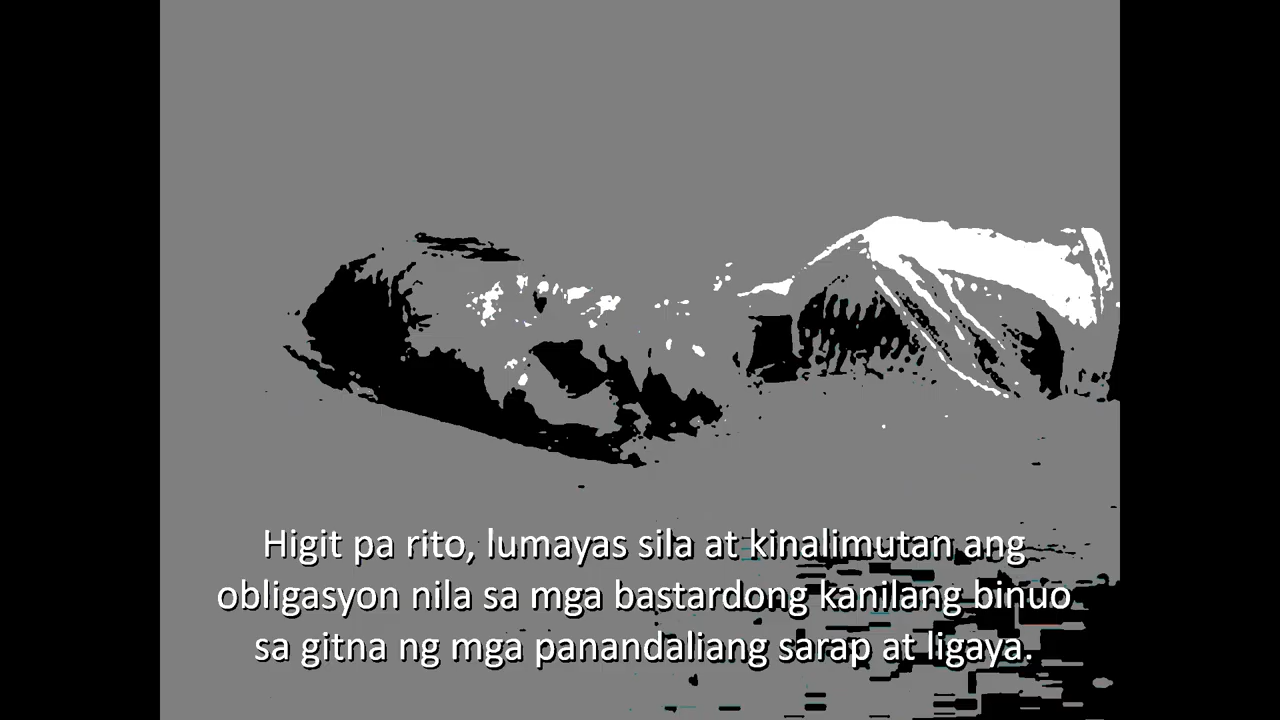 Higit pa rito, lumayas sila at kinalimutan ang
obligasyon nila sa mga bastardong kanilang binuo
sa gitna ng mga panandaliang sarap at ligaya.